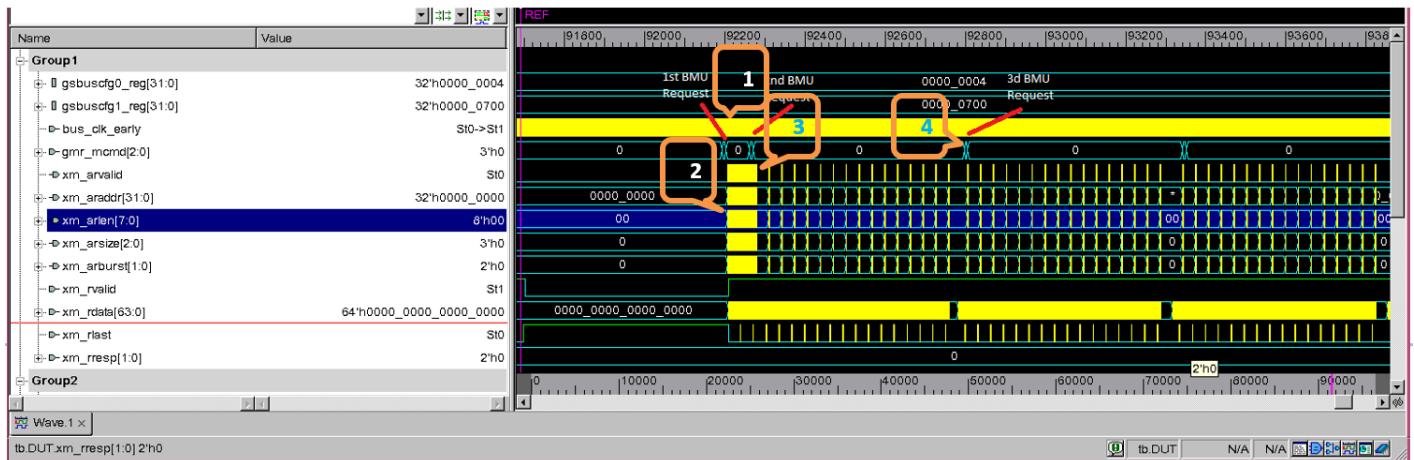 REF
Name Value
91800 92000 92200 92400 92600 92800 93000 93200 93400 93600 938
Group1
gsbuscfg0_reg[31:0] 32'h0000_0004 0000_0004
gsbuscfg1_reg[31:0] 32'h0000_0700 0000_0700
1st BMU
Request
1
nd BMU
3d BMU
Request
bus_clk_early St0->St1
3
4
gmr_mcmd[2:0] 3'h0 0 0 0 0 0
xm_arvalid St0
2
xm_araddr[31:0] 32'h0000_0000 0000_0000 *
xm_arlen[7:0] 8'h00 00 00 00
xm_arsize[2:0] 3'h0 0 0 0
xm_arburst[1:0] 2'h0 0 0 0
xm_rvalid St1
xm_rdata[63:0] 64'h0000_0000_0000_0000 0000_0000_0000_0000
xm_rlast St0
xm_rresp[1:0] 2'h0 0
2'h0
Group2
0 10000 20000 30000 40000 50000 60000 70000 80000 90000
Wave.1 ×
tb.DUT.xm_rresp[1:0] 2'h0 tb.DUT N/A N/A